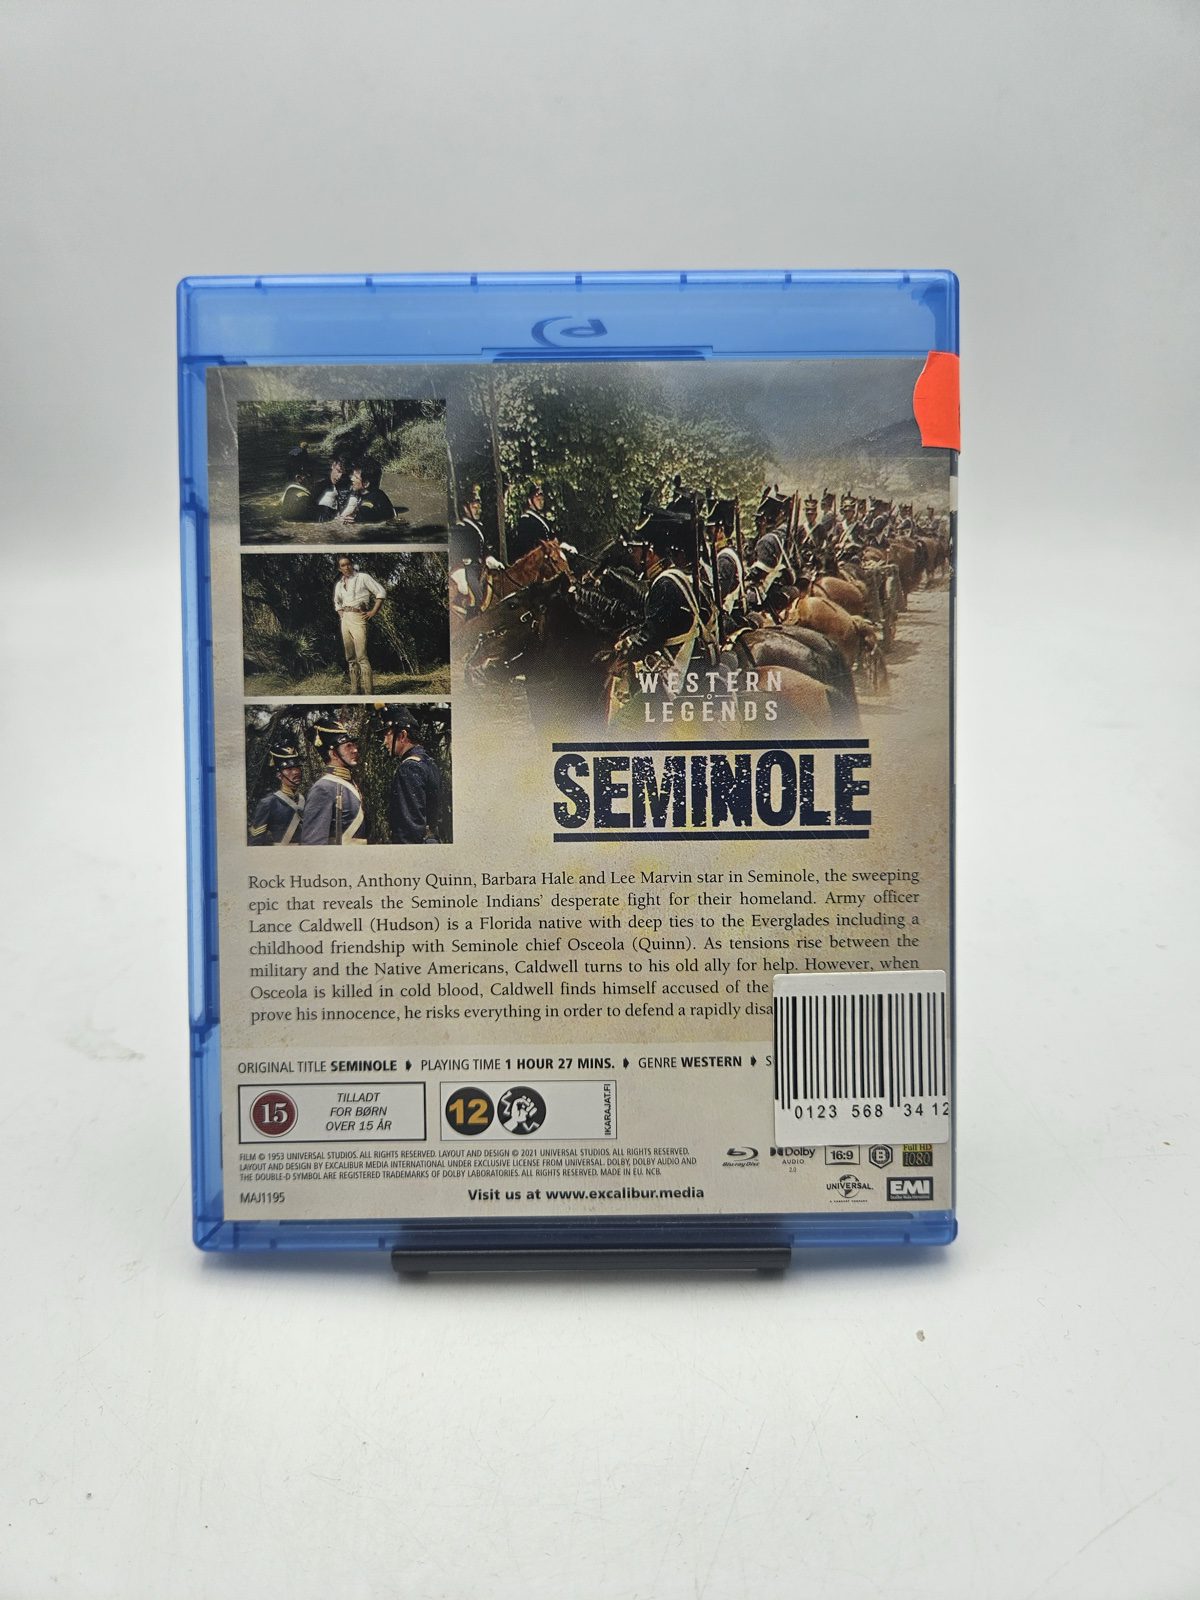 WESTERN
LEGENDS
SEMINOLE
Rock Hudson, Anthony Quinn, Barbara Hale and Lee Marvin star in Seminole, the sweeping
epic that reveals the Seminole Indians' desperate fight for their homeland. Army officer
Lance Caldwell (Hudson) is a Florida native with deep ties to the Everglades including a
childhood friendship with Seminole chief Osceola (Quinn). As tensions rise between the
military and the Native Americans, Caldwell turns to his old ally for help. However, when
Osceola is killed in cold blood, Caldwell finds himself accused of the
prove his innocence, he risks everything in order to defend a rapidly disa
ORIGINAL TITLE SEMINOLE PLAYING TIME 1 HOUR 27 MINS. GENRE WESTERN S
0123 568 34 12
15
TILLADT
FOR BØRN
OVER 15 ÅR
12
IKARAJAT.FI
FILM © 1953 UNIVERSAL STUDIOS. ALL RIGHTS RESERVED. LAYOUT AND DESIGN © 2021 UNIVERSAL STUDIOS. ALL RIGHTS RESERVED.
LAYOUT AND DESIGN BY EXCALIBUR MEDIA INTERNATIONAL UNDER EXCLUSIVE LICENSE FROM UNIVERSAL. DOLBY, DOLBY AUDIO AND
THE DOUBLE-D SYMBOL ARE REGISTERED TRADEMARKS OF DOLBY LABORATORIES. ALL RIGHTS RESERVED. MADE IN EU. NCB.
Blu-ray Disc
Dolby
AUDIO
2.0
16:9
B
Full HD
1080
MAJ1195
Visit us at www.excalibur.media
UNIVERSAL
EMI